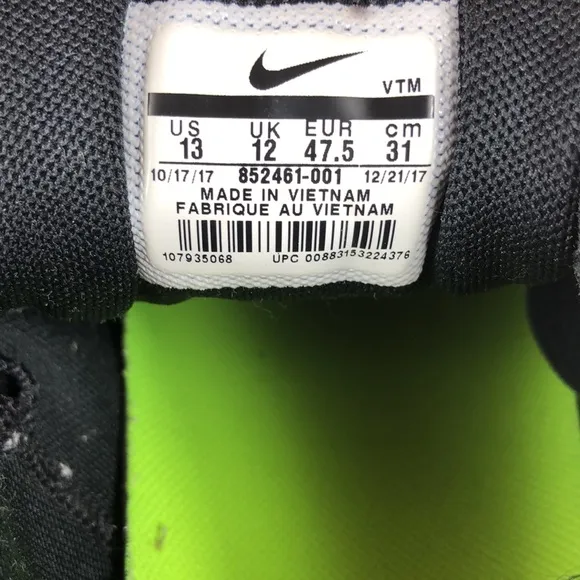 VTM
US UK EUR cm
13 12 47.5 31
10/17/17 852461-001 12/21/17
MADE IN VIETNAM
FABRIQUE AU VIETNAM
107935068 UPC 00883153224376